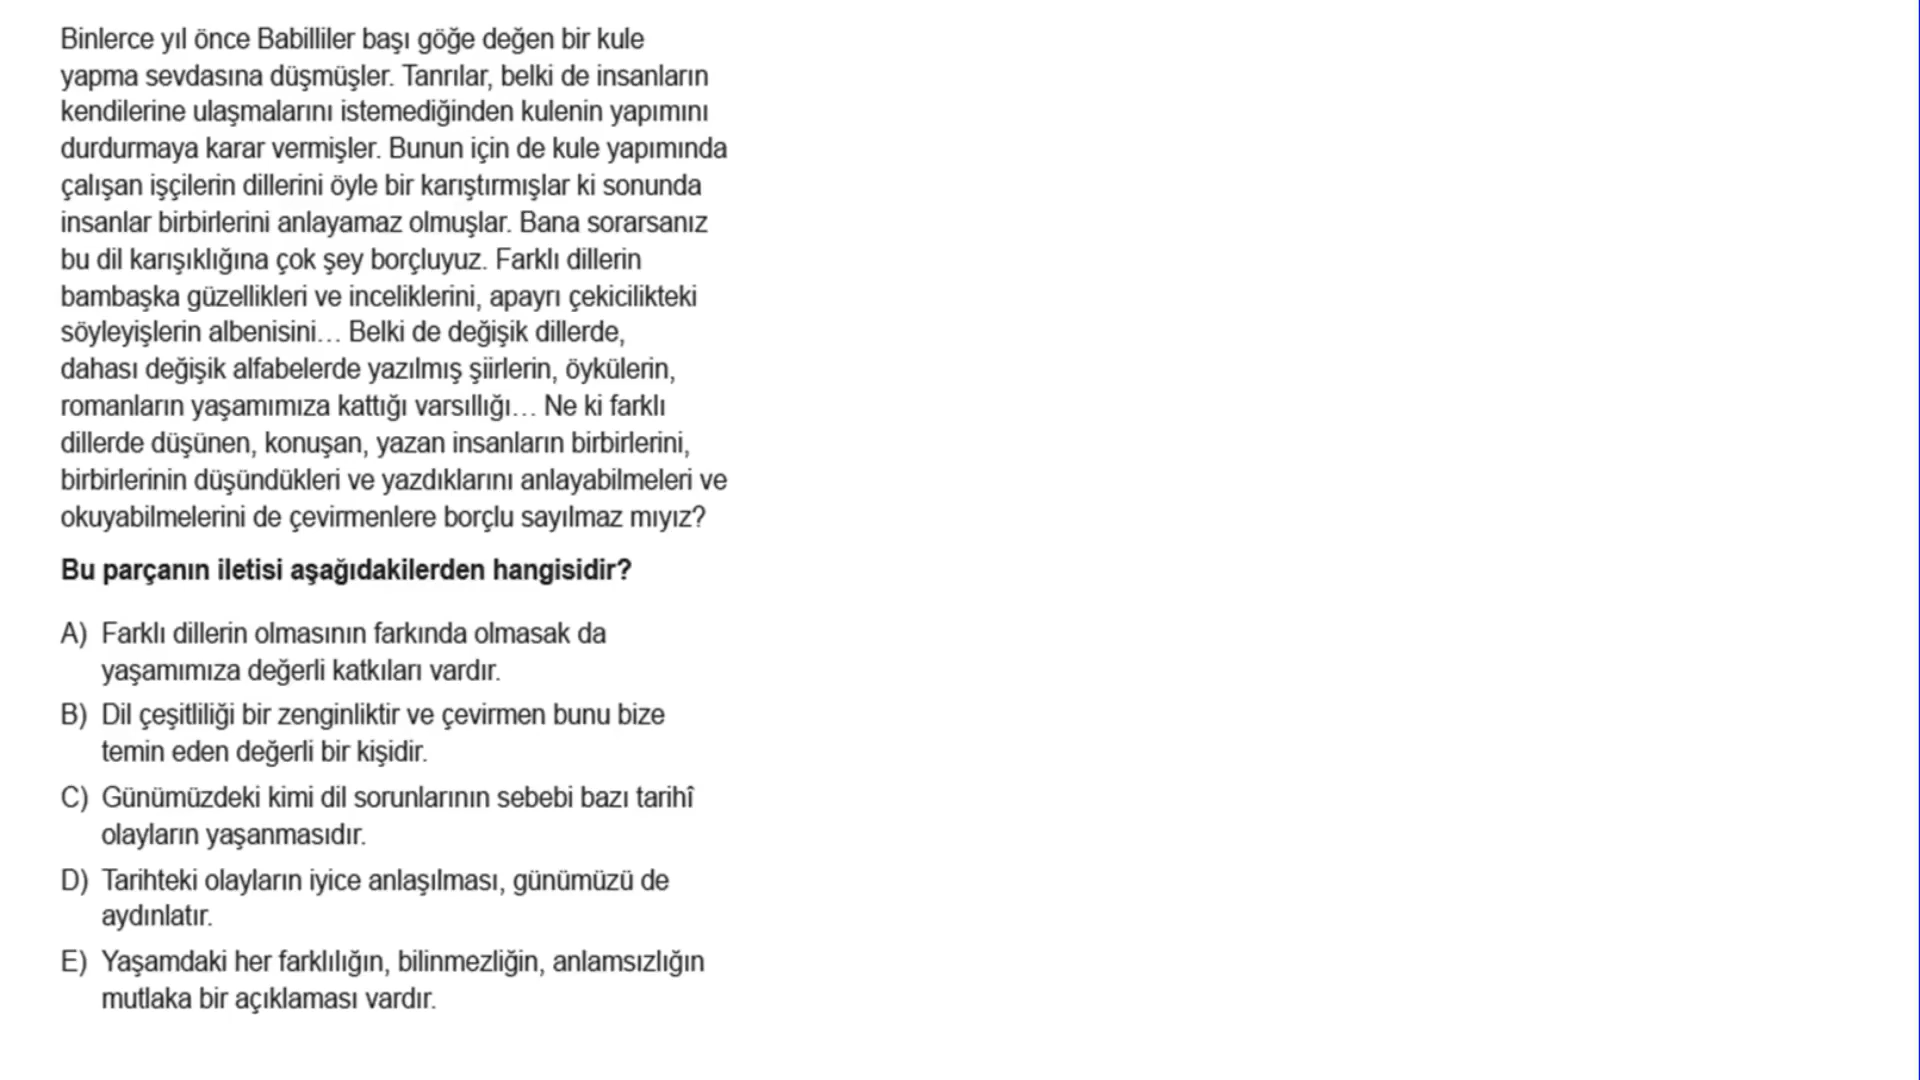 Binlerce yıl önce Babilliler başı göğe değen bir kule
yapma sevdasına düşmüşler. Tanrılar, belki de insanların
kendilerine ulaşmalarını istemediğinden kulenin yapımını
durdurmaya karar vermişler. Bunun için de kule yapımında
çalışan işçilerin dillerini öyle bir karıştırmışlar ki sonunda
insanlar birbirlerini anlayamaz olmuşlar. Bana sorarsanız
bu dil karışıklığına çok şey borçluyuz. Farklı dillerin
bambaşka güzellikleri ve inceliklerini, apayrı çekicilikteki
söyleyişlerin albenisini… Belki de değişik dillerde,
dahası değişik alfabelerde yazılmış şiirlerin, öykülerin,
romanların yaşamımıza kattığı varsıllığı… Ne ki farklı
dillerde düşünen, konuşan, yazan insanların birbirlerini,
birbirlerinin düşündükleri ve yazdıklarını anlayabilmeleri ve
okuyabilmelerini de çevirmenlere borçlu sayılmaz mıyız?
Bu parçanın iletisi aşağıdakilerden hangisidir?
A) Farklı dillerin olmasının farkında olmasak da
yaşamımıza değerli katkıları vardır.
B) Dil çeşitliliği bir zenginliktir ve çevirmen bunu bize
temin eden değerli bir kişidir.
C) Günümüzdeki kimi dil sorunlarının sebebi bazı tarihî
olayların yaşanmasıdır.
D) Tarihteki olayların iyice anlaşılması, günümüzü de
aydınlatır.
E) Yaşamdaki her farklılığın, bilinmezliğin, anlamsızlığın
mutlaka bir açıklaması vardır.